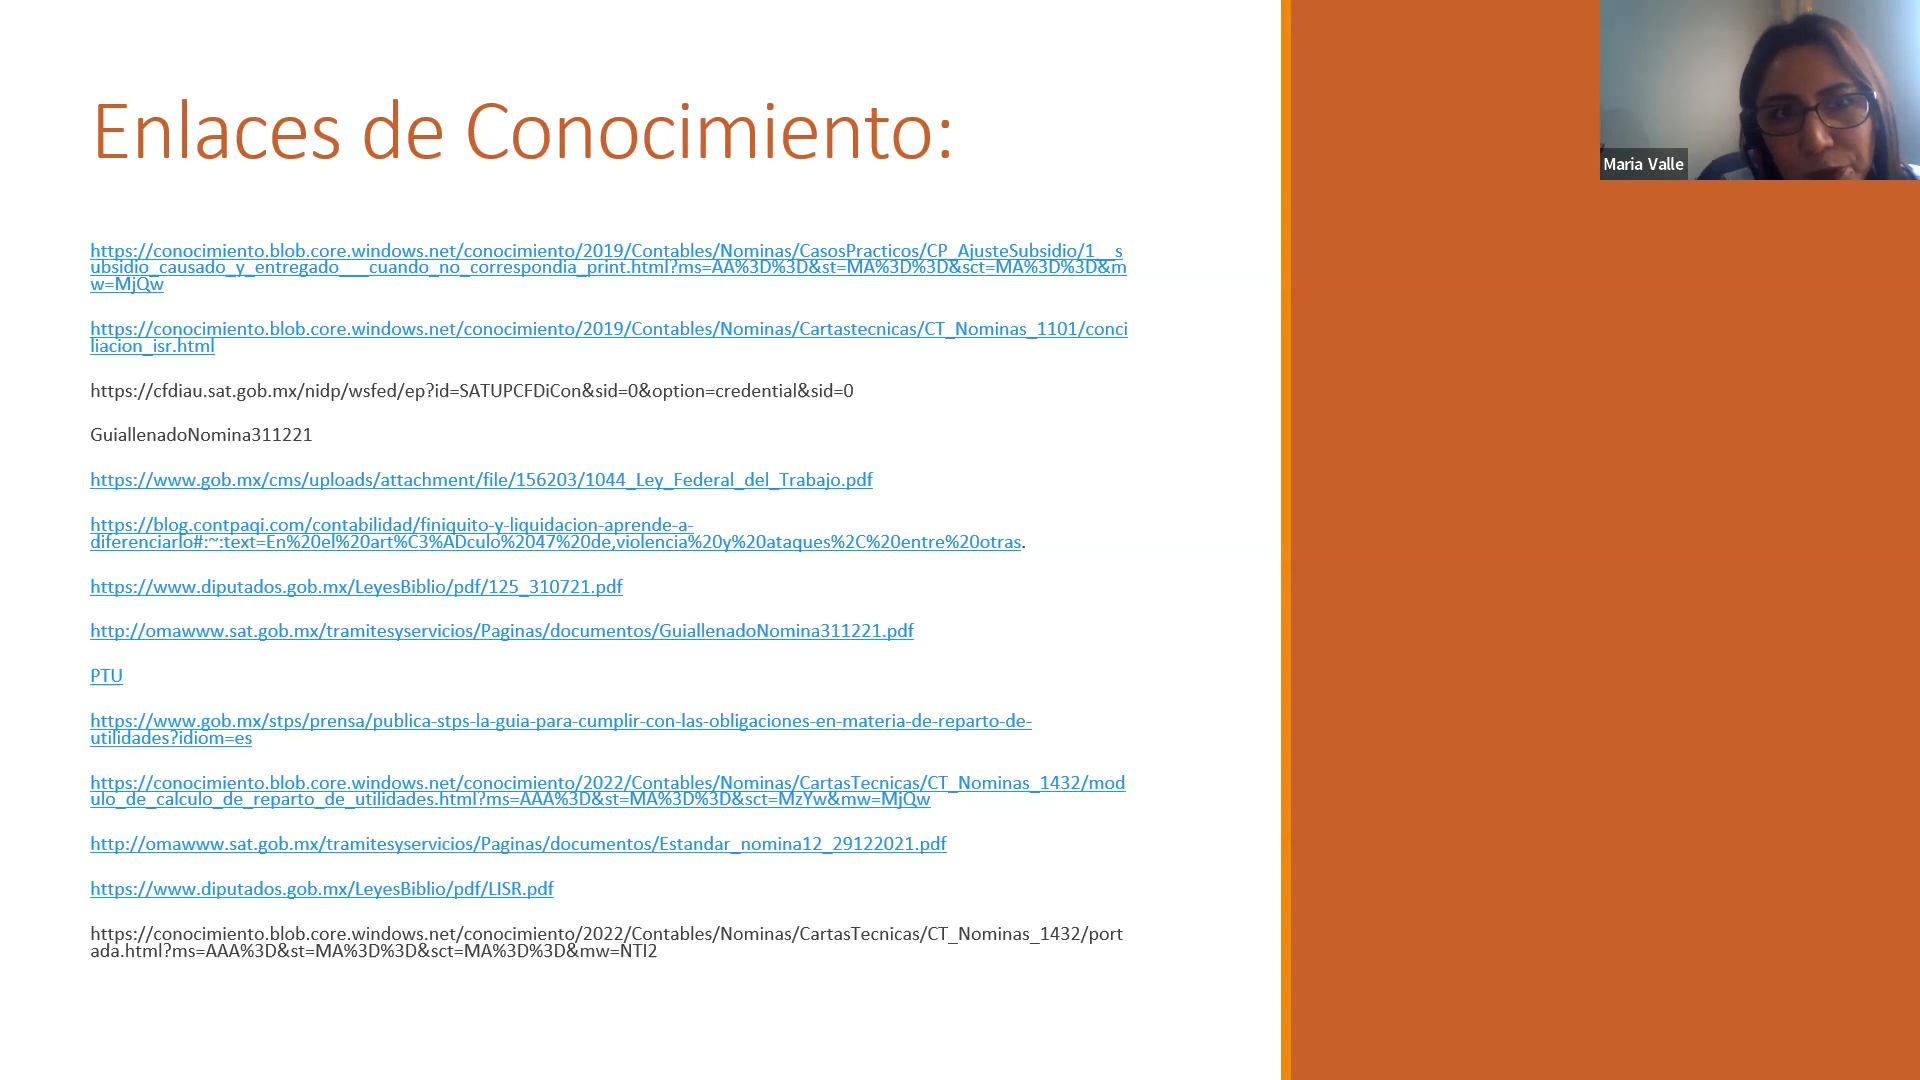 Enlaces de Conocimiento:
Maria Valle
https://conocimiento.blob.core.windows.net/conocimiento/2019/Contables/Nominas/CasosPracticos/CP_AjusteSubsidio/1__s
ubsidio_causado_y_entregado___cuando_no_correspondia_print.html?ms=AA%3D%3D&st=MA%3D%3D&sct=MA%3D%3D&m
w=MjQw
https://conocimiento.blob.core.windows.net/conocimiento/2019/Contables/Nominas/Cartastecnicas/CT_Nominas_1101/conci
liacion_isr.html
https://cfdiau.sat.gob.mx/nidp/wsfed/ep?id=SATUPCFDiCon&sid=0&option=credential&sid=0
GuiallenadoNomina311221
https://www.gob.mx/cms/uploads/attachment/file/156203/1044_Ley_Federal_del_Trabajo.pdf
https://blog.contpaqi.com/contabilidad/finiquito-y-liquidacion-aprende-a-
diferenciarlo#:~:text=En%20el%20art%C3%ADculo%2047%20de,violencia%20y%20ataques%2C%20entre%20otras.
https://www.diputados.gob.mx/LeyesBiblio/pdf/125_310721.pdf
http://omawww.sat.gob.mx/tramitesyservicios/Paginas/documentos/GuiallenadoNomina311221.pdf
PTU
https://www.gob.mx/stps/prensa/publica-stps-la-guia-para-cumplir-con-las-obligaciones-en-materia-de-reparto-de-
utilidades?idiom=es
https://conocimiento.blob.core.windows.net/conocimiento/2022/Contables/Nominas/CartasTecnicas/CT_Nominas_1432/mod
ulo_de_calculo_de_reparto_de_utilidades.html?ms=AAA%3D&st=MA%3D%3D&sct=MzYw&mw=MjQw
http://omawww.sat.gob.mx/tramitesyservicios/Paginas/documentos/Estandar_nomina12_29122021.pdf
https://www.diputados.gob.mx/LeyesBiblio/pdf/LISR.pdf
https://conocimiento.blob.core.windows.net/conocimiento/2022/Contables/Nominas/CartasTecnicas/CT_Nominas_1432/port
ada.html?ms=AAA%3D&st=MA%3D%3D&sct=MA%3D%3D&mw=NTI2